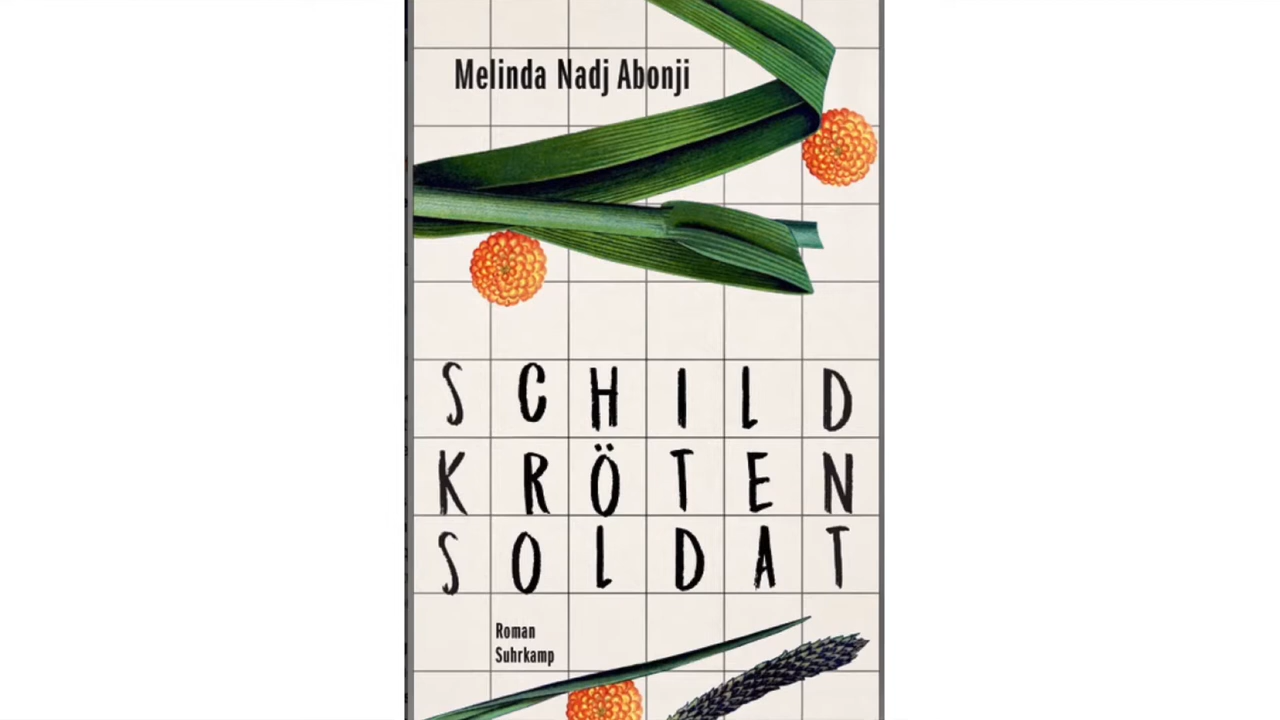 Melinda Nadj Abonji
SCHILD
KRÖTEN
SOLDAT
Roman
Suhrkamp